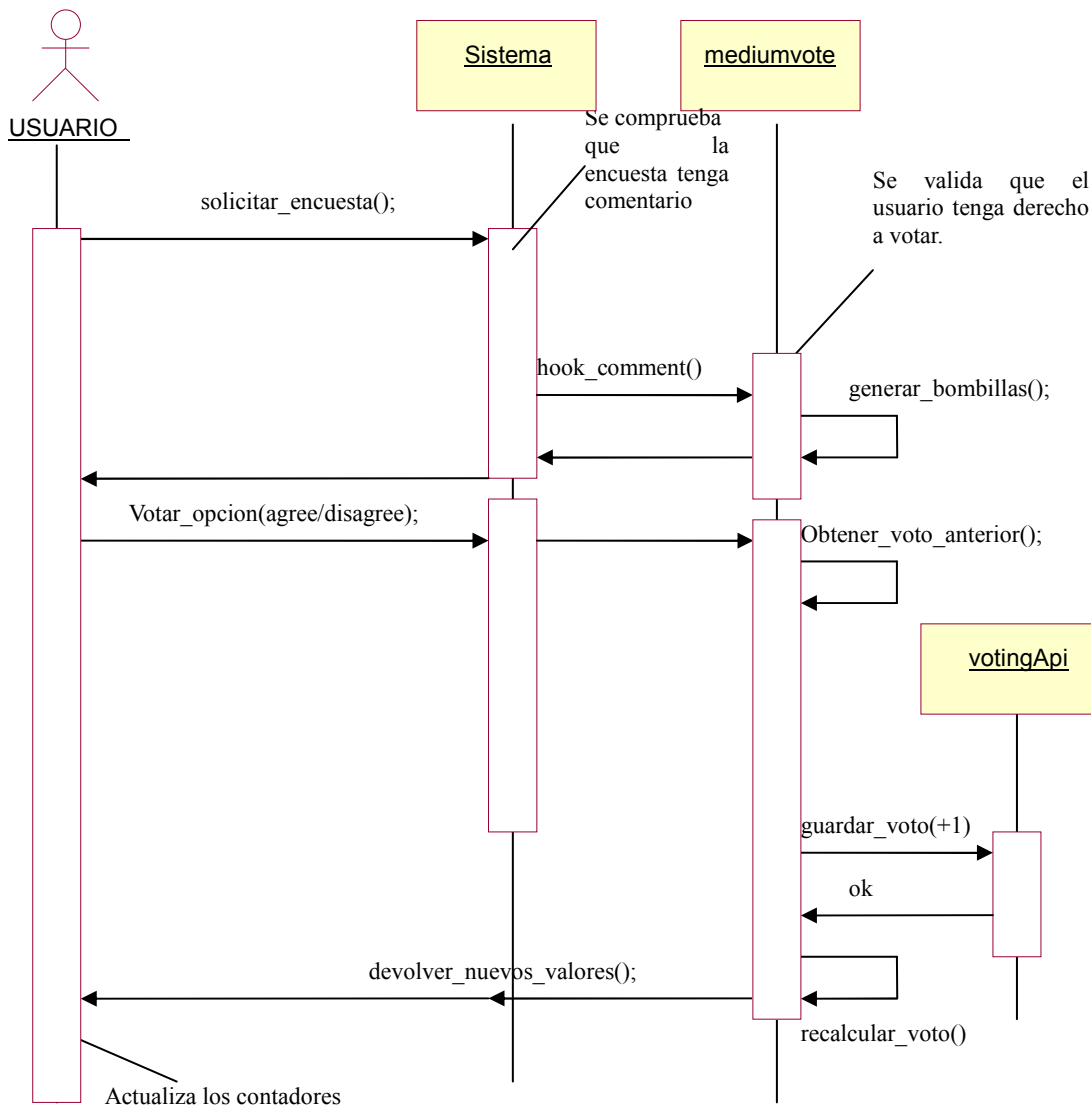 Sistema
mediumvote
USUARIO
Se comprueba
que la
encuesta tenga
comentario
Se valida que el
usuario tenga derecho
a votar.
solicitar_encuesta();
hook_comment()
generar_bombillas();
Votar_opcion(agree/disagree);
Obtener_voto_anterior();
votingApi
guardar_voto(+1)
ok
devolver_nuevos_valores();
recalcular_voto()
Actualiza los contadores